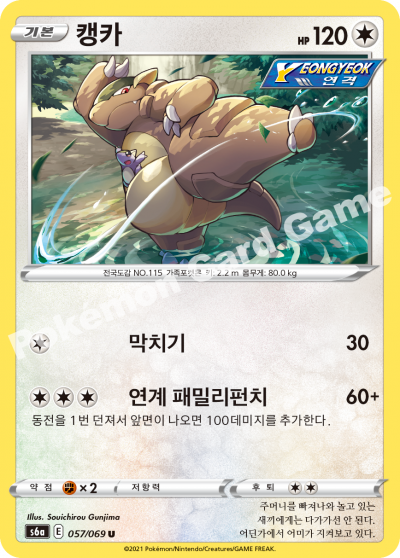 기본 캥카 HP 120
YEONGYEOK
연격
전국도감 NO.115 가족포켓몬 키: 2.2 m 몸무게: 80.0 kg
Pokémon Card Game
막치기 30
연계 패밀리펀치 60+
동전을 1번 던져서 앞면이 나오면 100데미지를 추가한다.
약점 ×2 저항력 후퇴
Illus. Souichirou Gunjima
s6a E 057/069 U
©2021 Pokémon/Nintendo/Creatures/GAME FREAK.
주머니를 빠져나와 놀고 있는
새끼에게는 다가가선 안 된다.
어딘가에서 어미가 지켜보고 있다.